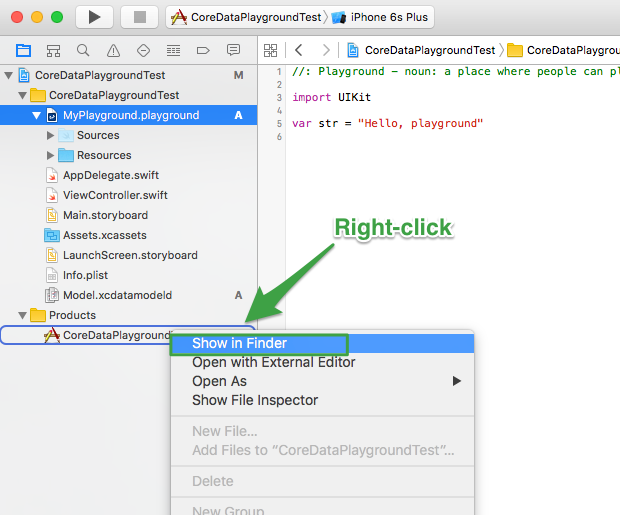 CoreDataPlaygroundTest iPhone 6s Plus
CoreDataPlaygroundTest M
CoreDataPlaygroundTest
MyPlayground.playground A
Sources
Resources
AppDelegate.swift
ViewController.swift
Main.storyboard
Assets.xcassets
LaunchScreen.storyboard
Info.plist
Model.xcdatamodeld A
Products
CoreDataPlayground
CoreDataPlaygroundTest CoreDataPlaygroun
1 //: Playground - noun: a place where people can pl
2
3 import UIKit
4
5 var str = "Hello, playground"
6
Right-click
Show in Finder
Open with External Editor
Open As
Show File Inspector
New File...
Add Files to “CoreDataPlaygroundTest”...
Delete
New Group